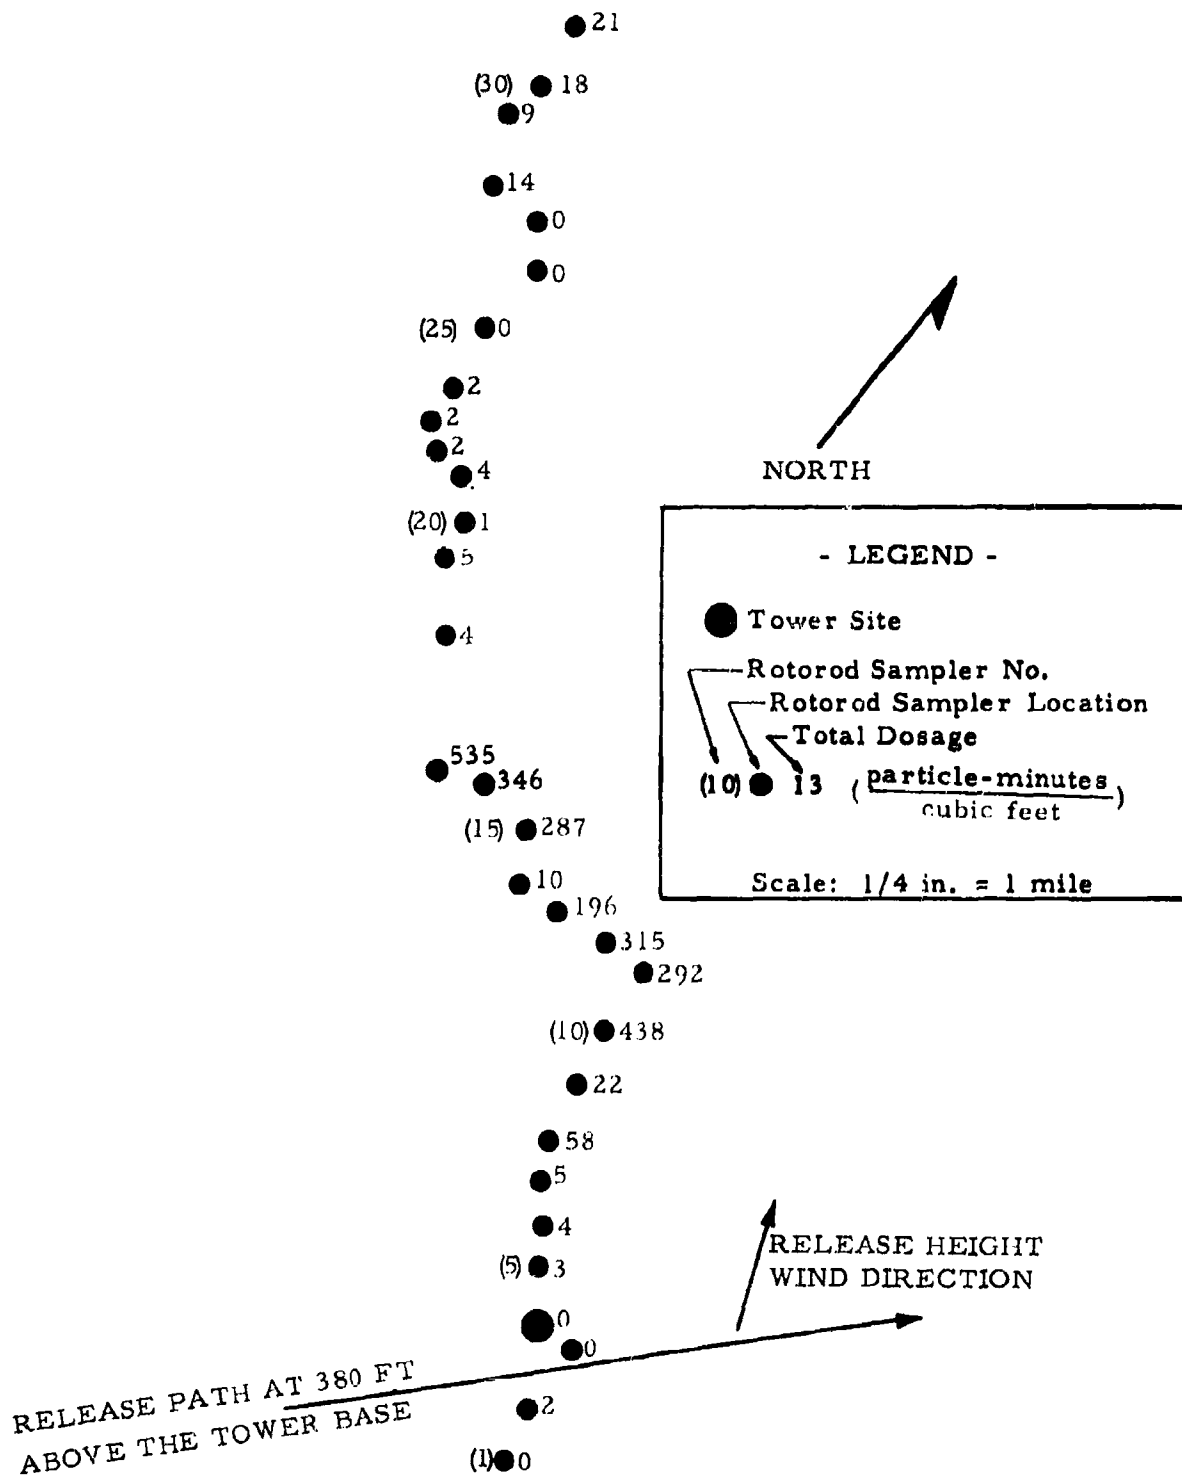 21
(30) 18
9
14
0
0
(25) 0
2
2
2
4
(20) 1
5
4
535
346
(15) 287
10
196
315
292
(10) 438
22
58
5
4
(5) 3
0
0
2
(1) 0
NORTH
- LEGEND -
Tower Site
Rotorod Sampler No.
Rotorod Sampler Location
Total Dosage
(10) 13 (particle-minutes
cubic feet)
Scale: 1/4 in. = 1 mile
RELEASE HEIGHT
WIND DIRECTION
RELEASE PATH AT 380 FT
ABOVE THE TOWER BASE